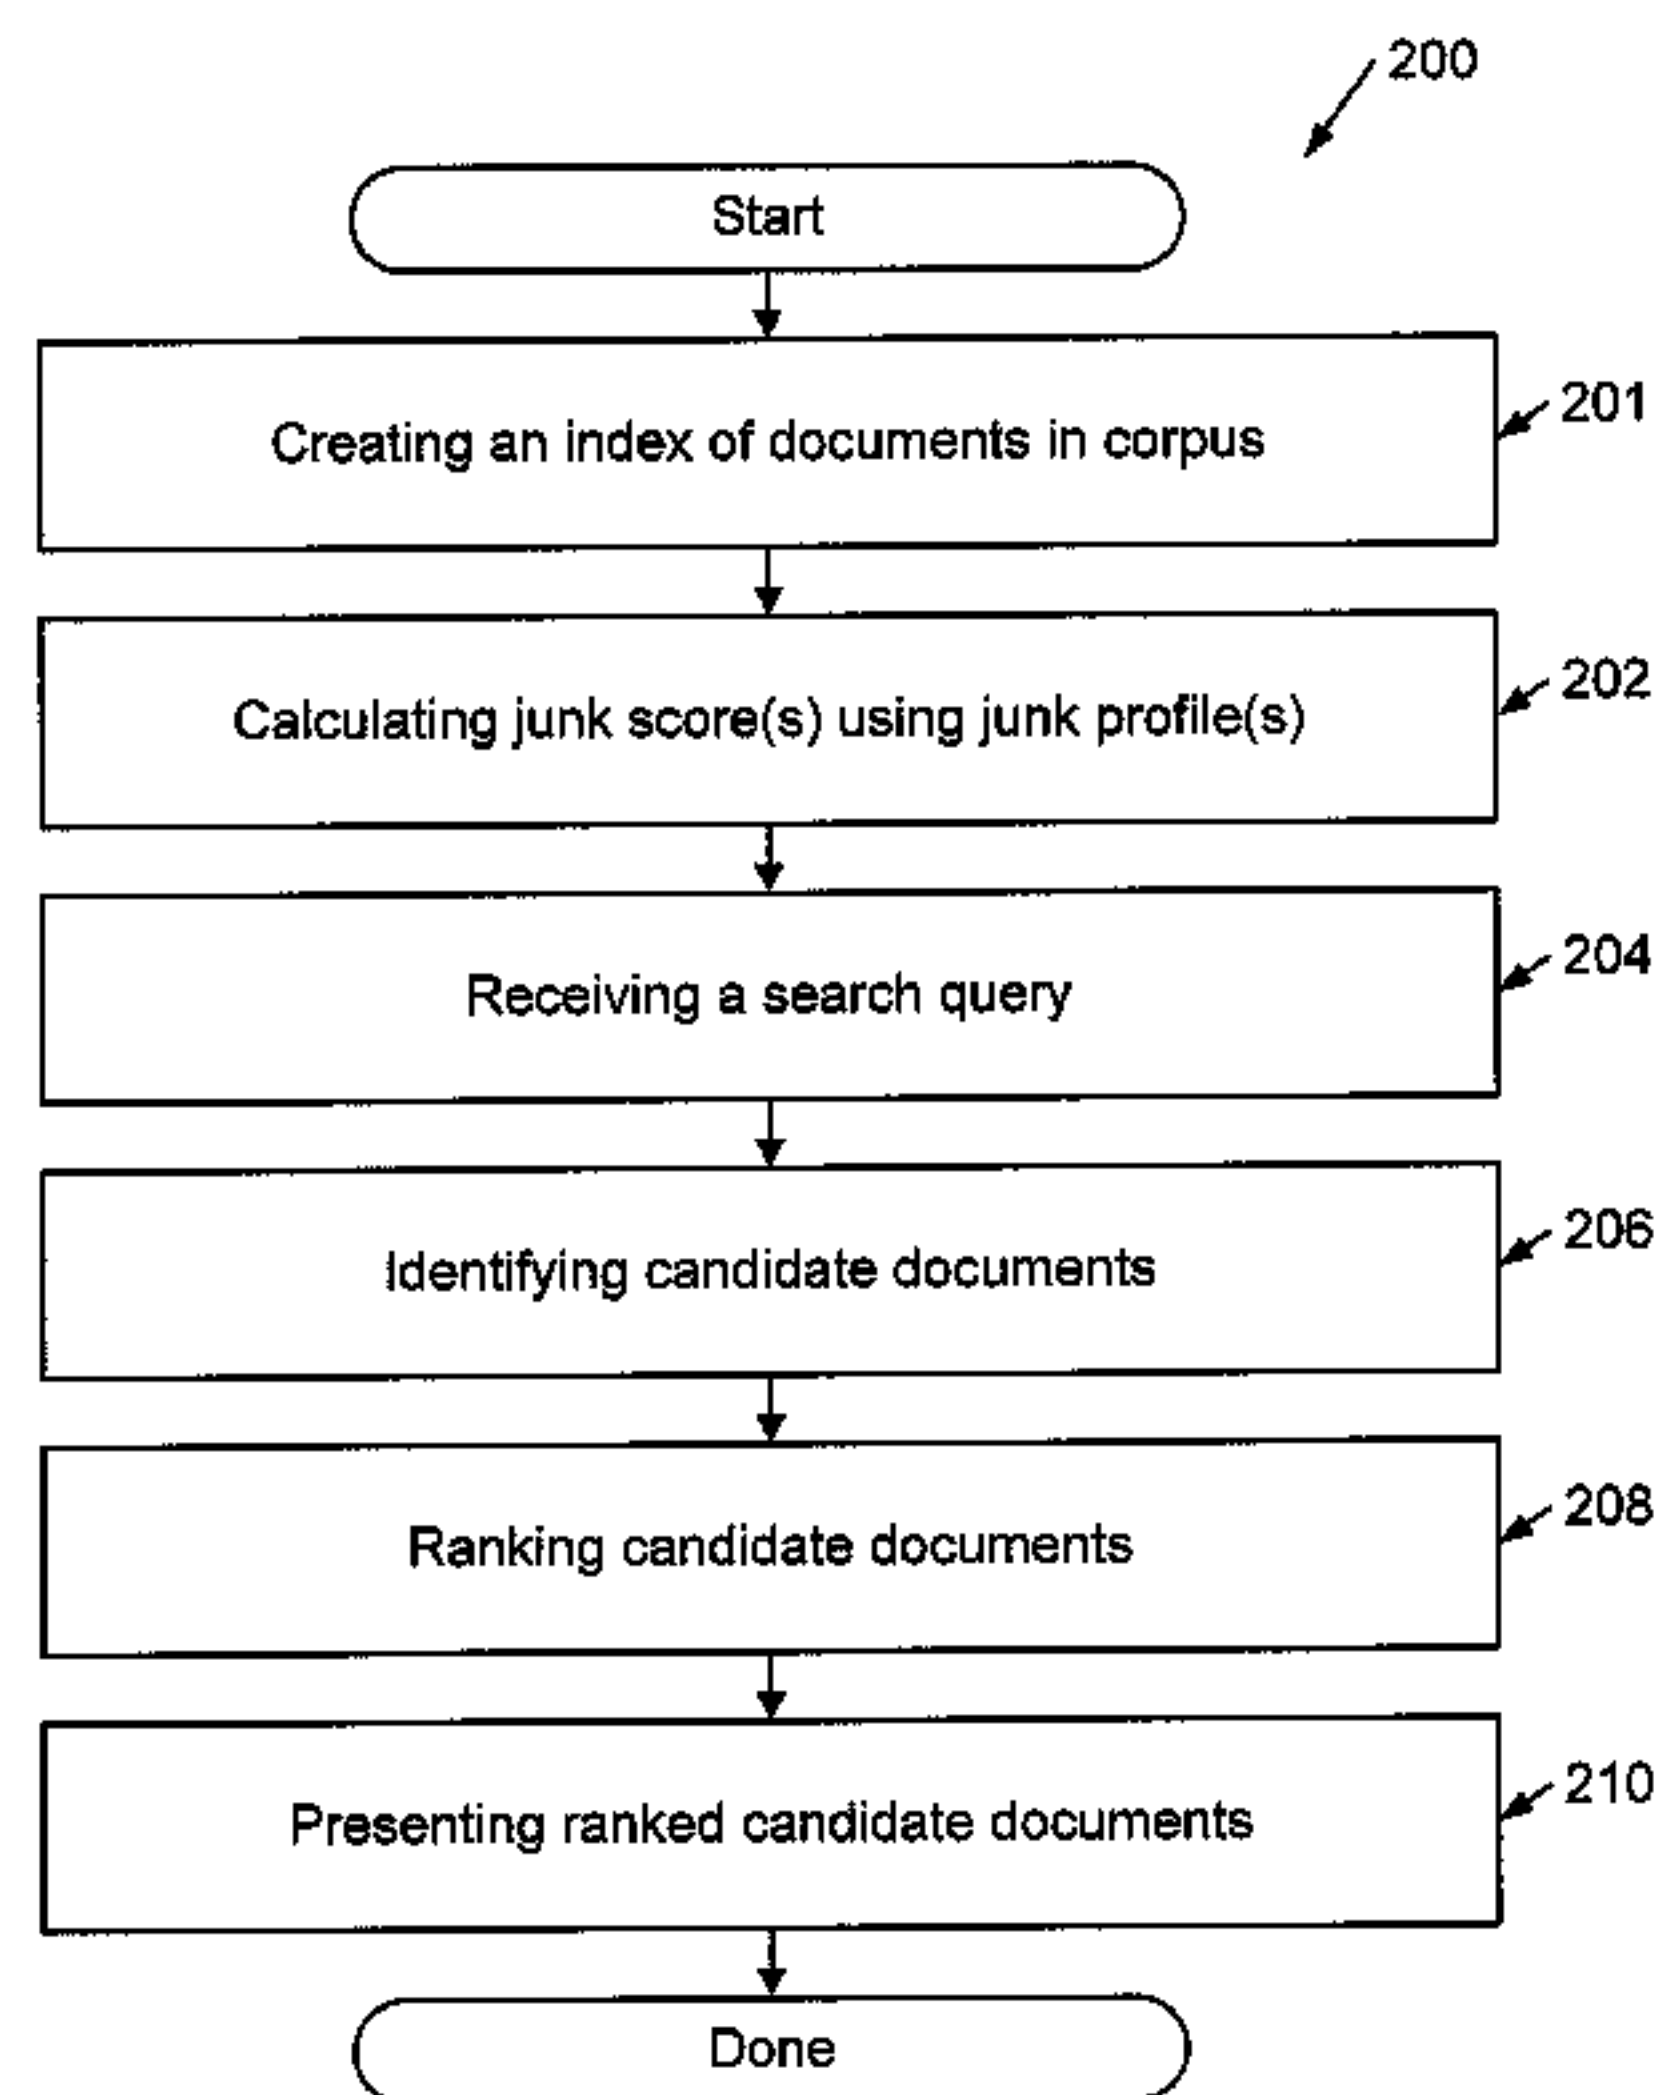 200
Start
Creating an index of documents in corpus
201
Calculating junk score(s) using junk profile(s)
202
Receiving a search query
204
Identifying candidate documents
206
Ranking candidate documents
208
Presenting ranked candidate documents
210
Done